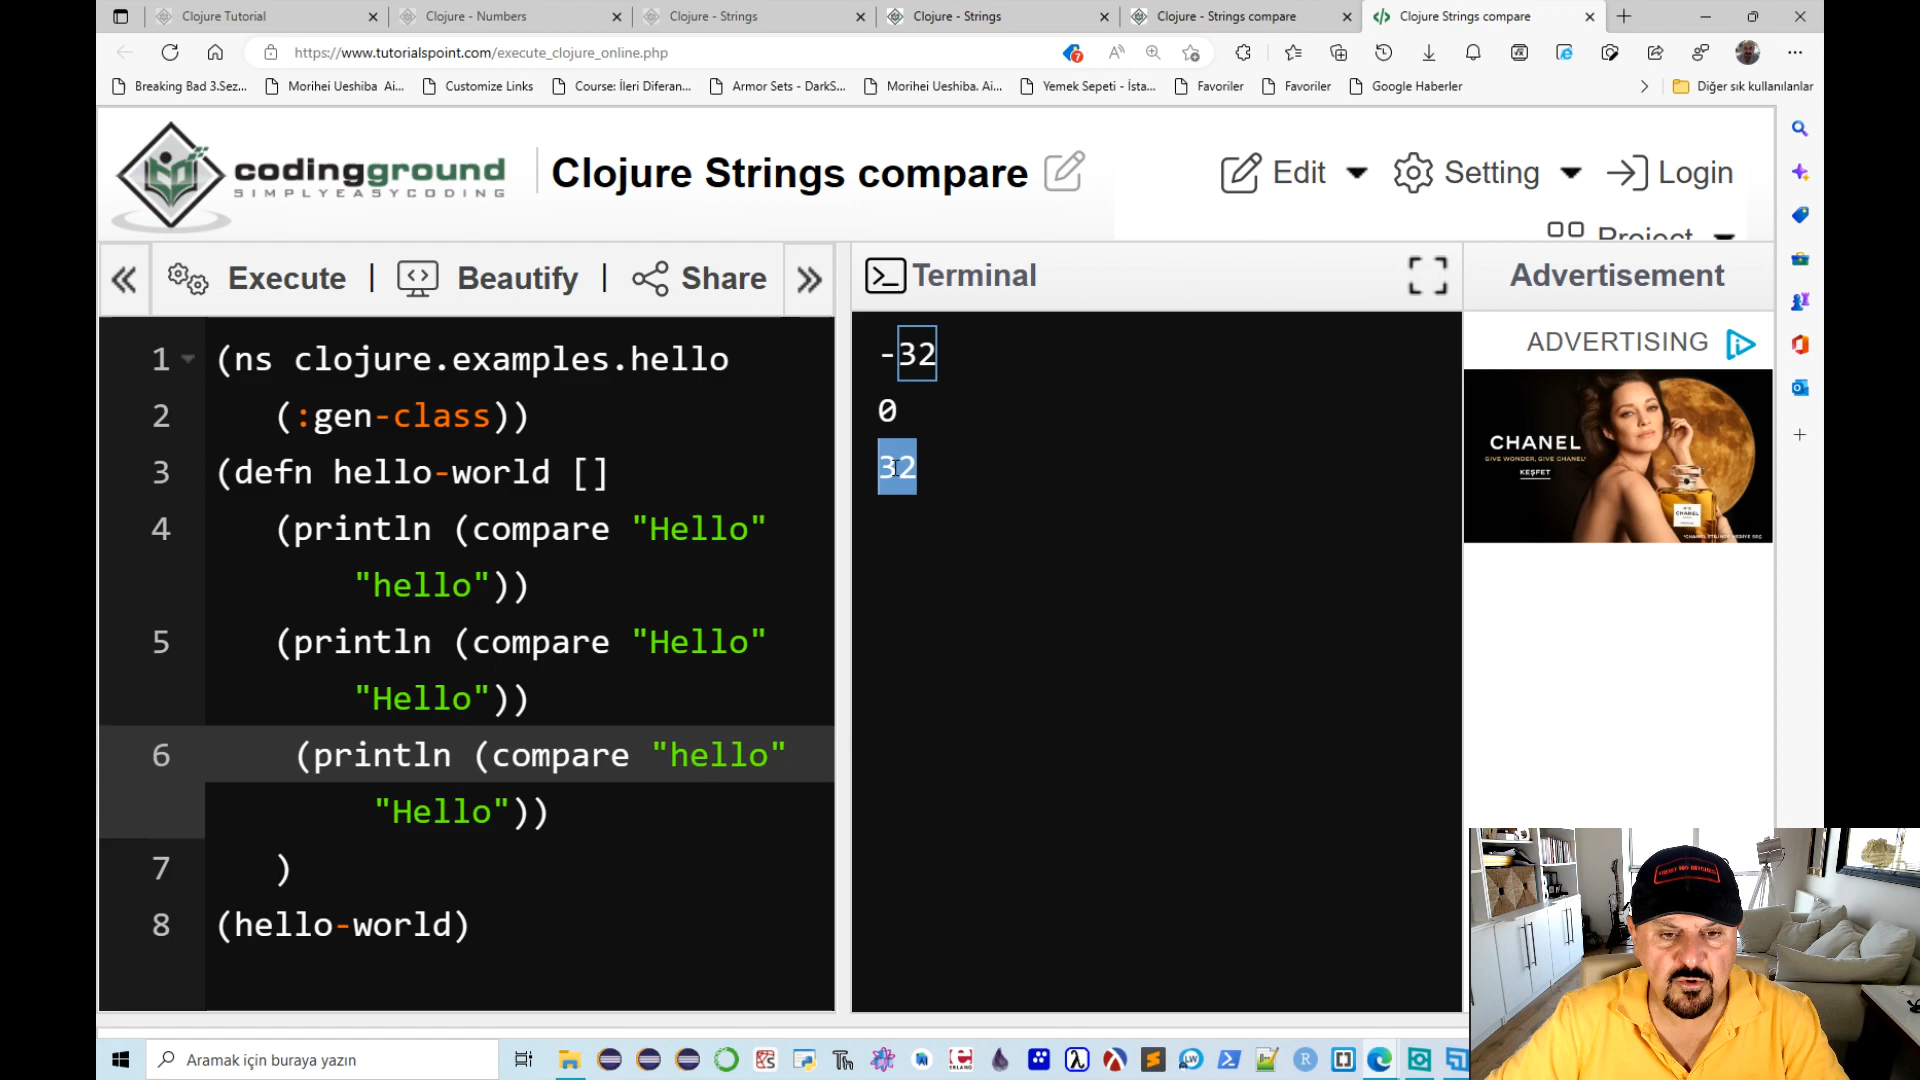 Clojure Tutorial
Clojure - Numbers
Clojure - Strings
Clojure - Strings
Clojure - Strings compare
Clojure Strings compare
https://www.tutorialspoint.com/execute_clojure_online.php
Breaking Bad 3.Sez...
Morihei Ueshiba Ai...
Customize Links
Course: İleri Diferan...
Armor Sets - DarkS...
Morihei Ueshiba. Ai...
Yemek Sepeti - İsta...
Favoriler
Favoriler
Google Haberler
Diğer sık kullanılanlar
codingground
SIMPLYEASYCODING
Clojure Strings compare
Edit
Setting
Login
Project
Execute
Beautify
Share
Terminal
Advertisement
1 (ns clojure.examples.hello
2 (:gen-class))
3 (defn hello-world []
4 (println (compare "Hello"
"hello"))
5 (println (compare "Hello"
"Hello"))
6 (println (compare "hello"
"Hello"))
7 )
8 (hello-world)
-32
0
32
ADVERTISING
CHANEL
GIVE WONDER, GIVE CHANEL
KEŞFET
Aramak için buraya yazın